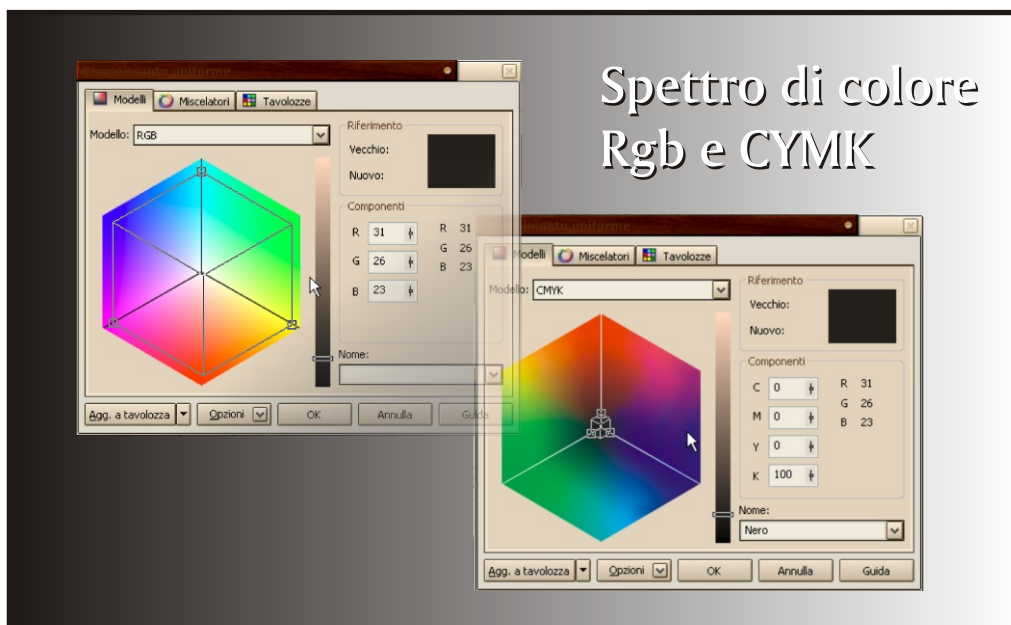 Spettro di colore
Rgb e CYMK
Modelli Miscelatori Tavolozze
Modello: RGB
Riferimento
Vecchio:
Nuovo:
Componenti
R 31 R 31
G 26 G 26
B 23 B 23
Nome:
Agg. a tavolozza Opzioni OK Annulla Guida
uniforme
Modelli Miscelatori Tavolozze
Modello: CMYK
Riferimento
Vecchio:
Nuovo:
Componenti
C 0 R 31
M 0 G 26
Y 0 B 23
K 100
Nome:
Nero
Agg. a tavolozza Opzioni OK Annulla Guida